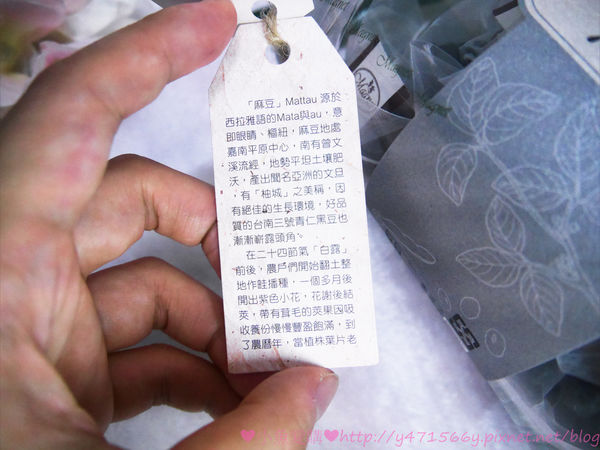 「麻豆」Mattau 源於
西拉雅語的Mata與au，意
即眼睛、樞紐，麻豆地處
嘉南平原中心，南有曾文
溪流經，地勢平坦土壤肥
沃，產出聞名亞洲的文旦
，有「柚城」之美稱，因
有絕佳的生長環境，好品
質的台南三號青仁黑豆也
漸漸嶄露頭角。
在二十四節氣「白露」
前後，農戶們開始翻土整
地作畦播種，一個多月後
開出紫色小花，花謝後結
莢，帶有茸毛的莢果因吸
收養份慢慢豐盈飽滿，到
了農曆年，當植株葉片老
http://y471566y.pixnet.net/blog